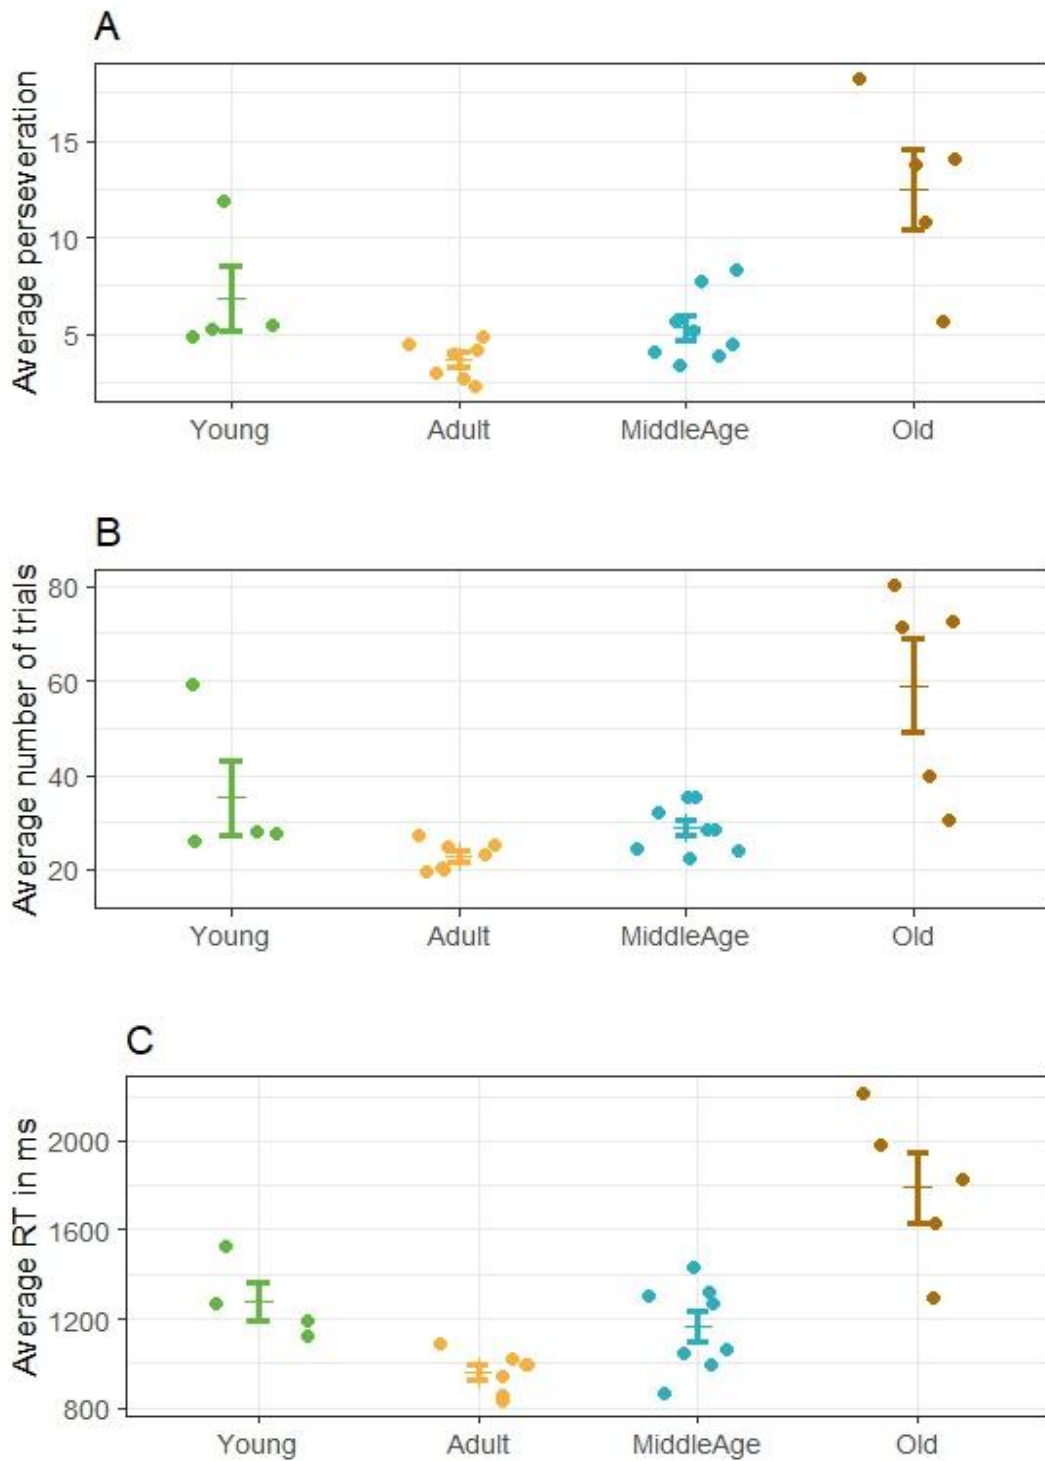 A
Average perseveration
15
10
5
Young Adult MiddleAge Old
B
Average number of trials
80
60
40
20
Young Adult MiddleAge Old
C
Average RT in ms
2000
1600
1200
800
Young Adult MiddleAge Old